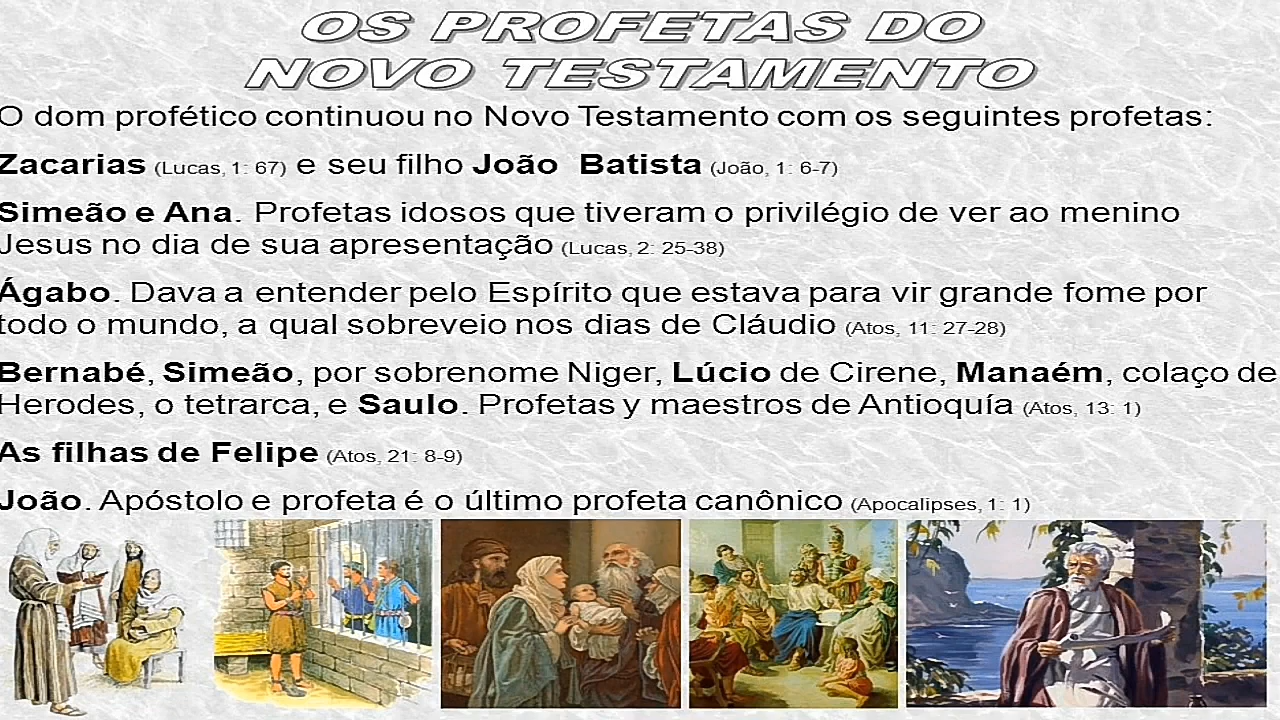 OS PROFETAS DO
NOVO TESTAMENTO
O dom profético continuou no Novo Testamento com os seguintes profetas:
Zacarias (Lucas, 1: 67) e seu filho João Batista (João, 1: 6-7)
Simeão e Ana. Profetas idosos que tiveram o privilégio de ver ao menino
Jesus no dia de sua apresentação (Lucas, 2: 25-38)
Ágabo. Dava a entender pelo Espírito que estava para vir grande fome por
todo o mundo, a qual sobreveio nos dias de Cláudio (Atos, 11: 27-28)
Bernabé, Simeão, por sobrenome Niger, Lúcio de Cirene, Manaém, colaço de
Herodes, o tetrarca, e Saulo. Profetas y maestros de Antioquía (Atos, 13: 1)
As filhas de Felipe (Atos, 21: 8-9)
João. Apóstolo e profeta é o último profeta canônico (Apocalipses, 1: 1)